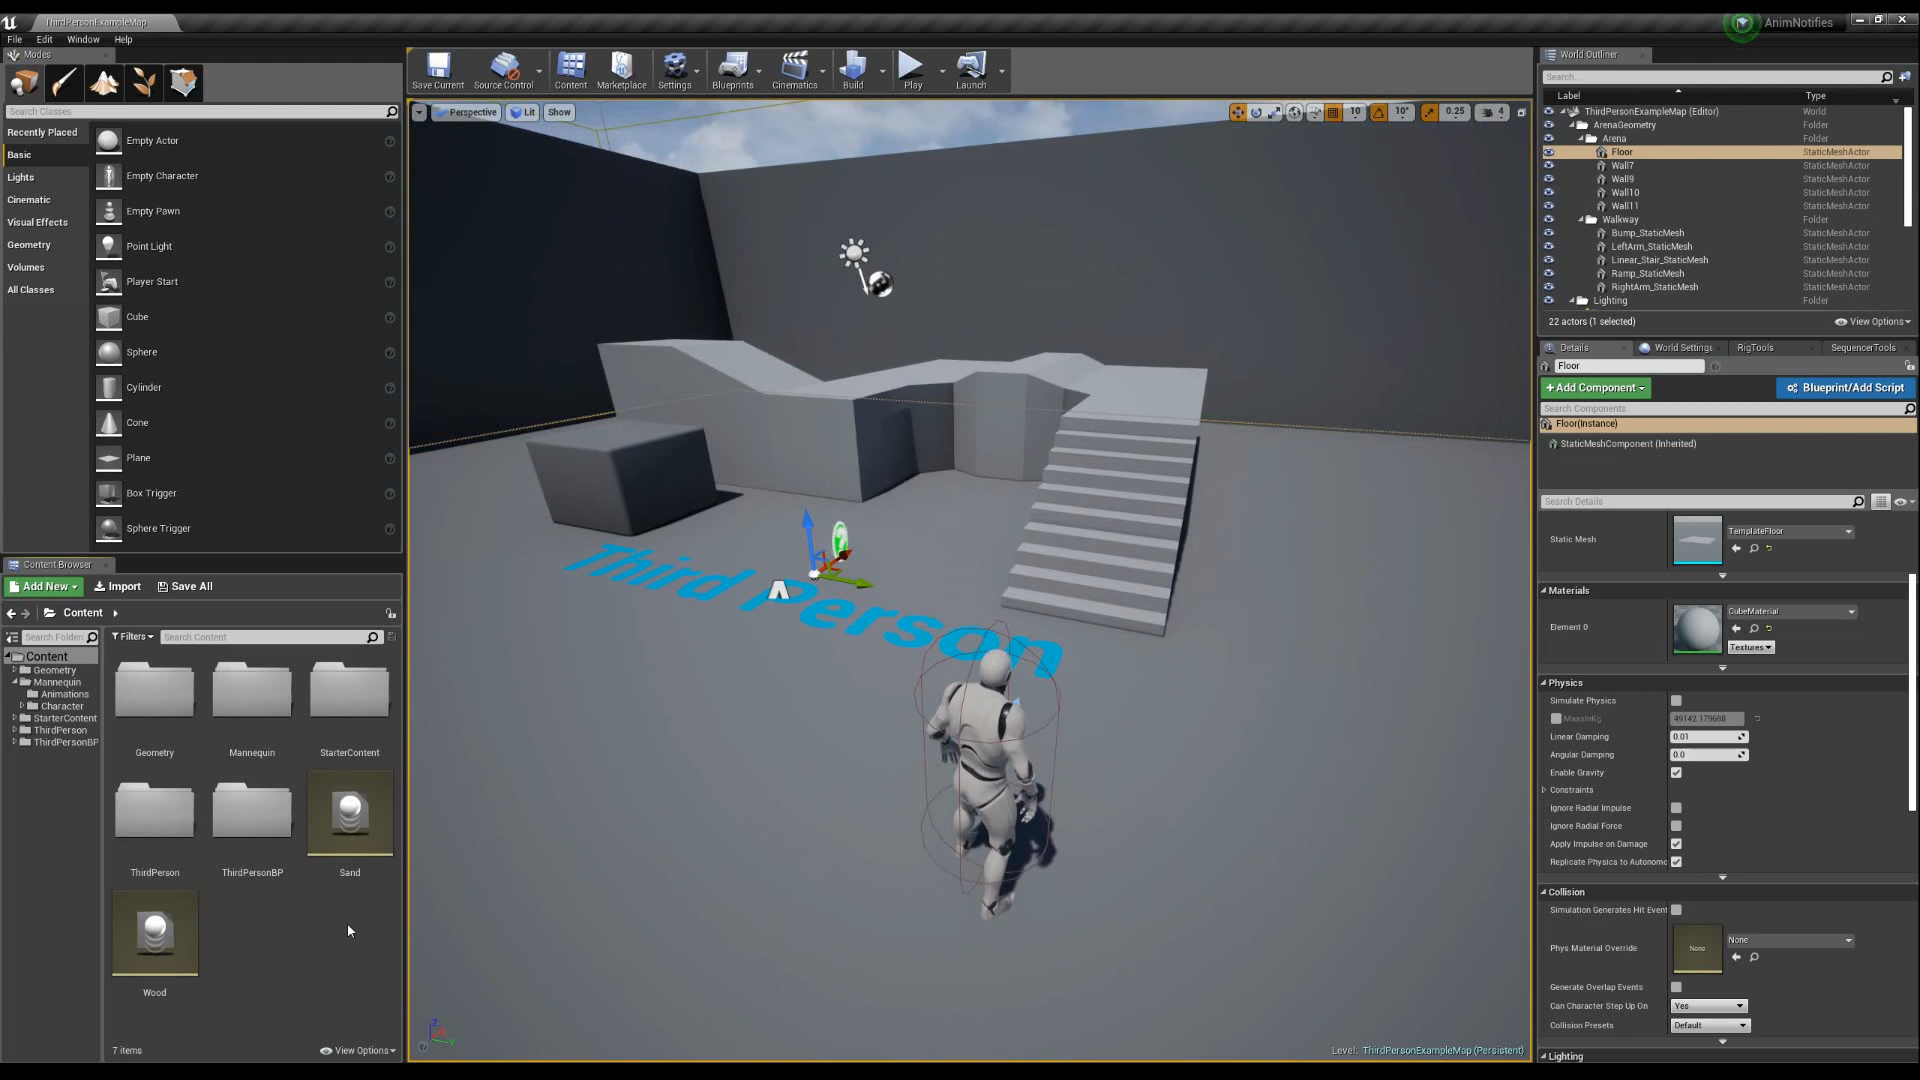 ThirdPersonExampleMap
AnimNotifies
File Edit Window Help
Modes
Search Classes
Recently Placed
Basic
Lights
Cinematic
Visual Effects
Geometry
Volumes
All Classes
Empty Actor
Empty Character
Empty Pawn
Point Light
Player Start
Cube
Sphere
Cylinder
Cone
Plane
Box Trigger
Sphere Trigger
Content Browser
Add New Import Save All
Content
Search Folders
Filters Search Content
Content
Geometry
Mannequin
Animations
Character
StarterContent
ThirdPerson
ThirdPersonBP
Geometry Mannequin StarterContent
ThirdPerson ThirdPersonBP Sand
Wood
7 items View Options
Save Current Source Control Content Marketplace Settings Blueprints Cinematics Build Play Launch
Perspective Lit Show
10 10° 0.25 4
Third Person
Level: ThirdPersonExampleMap (Persistent)
World Outliner
Search...
Label Type
ThirdPersonExampleMap (Editor) World
ArenaGeometry Folder
Arena Folder
Floor StaticMeshActor
Wall7 StaticMeshActor
Wall9 StaticMeshActor
Wall10 StaticMeshActor
Wall11 StaticMeshActor
Walkway Folder
Bump_StaticMesh StaticMeshActor
LeftArm_StaticMesh StaticMeshActor
Linear_Stair_StaticMesh StaticMeshActor
Ramp_StaticMesh StaticMeshActor
RightArm_StaticMesh StaticMeshActor
Lighting Folder
22 actors (1 selected) View Options
Details World Settings RigTools SequencerTools
Floor
+Add Component Blueprint/Add Script
Search Components
Floor(Instance)
StaticMeshComponent (Inherited)
Search Details
Static Mesh TemplateFloor
Materials
Element 0 CubeMaterial
Textures
Physics
Simulate Physics
MassInKg 49142.179688
Linear Damping 0.01
Angular Damping 0.0
Enable Gravity
Constraints
Ignore Radial Impulse
Ignore Radial Force
Apply Impulse on Damage
Replicate Physics to Autonomo
Collision
Simulation Generates Hit Event
Phys Material Override None None
Generate Overlap Events
Can Character Step Up On Yes
Collision Presets Default
Lighting